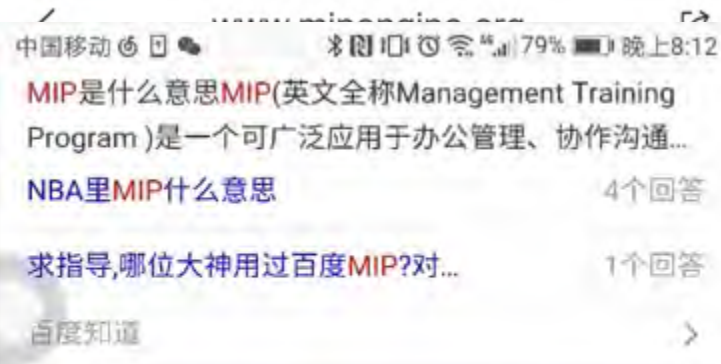 www.mipengine.org
中国移动 79% 晚上8:12
MIP是什么意思MIP(英文全称Management Training
Program )是一个可广泛应用于办公管理、协作沟通...
NBA里MIP什么意思 4个回答
求指导,哪位大神用过百度MIP?对... 1个回答
百度知道